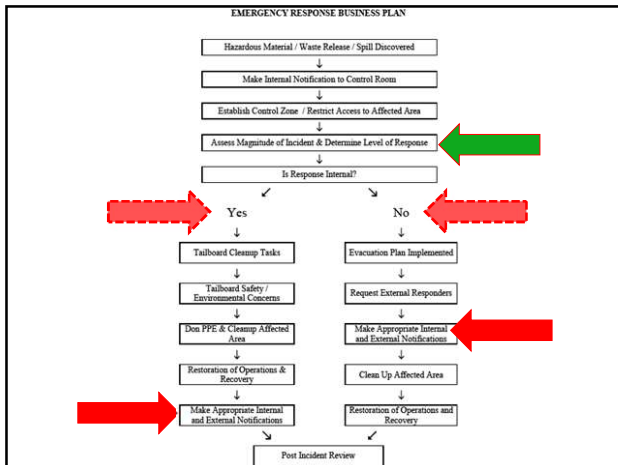 EMERGENCY RESPONSE BUSINESS PLAN
Hazardous Material / Waste Release / Spill Discovered
Make Internal Notification to Control Room
Establish Control Zone / Restrict Access to Affected Area
Assess Magnitude of Incident & Determine Level of Response
Is Response Internal?
Yes
No
Tailboard Cleanup Tasks
Evacuation Plan Implemented
Tailboard Safety /
Environmental Concerns
Request External Responders
Don PPE & Cleanup Affected
Area
Make Appropriate Internal
and External Notifications
Restoration of Operations &
Recovery
Clean Up Affected Area
Make Appropriate Internal
and External Notifications
Restoration of Operations and
Recovery
Post Incident Review